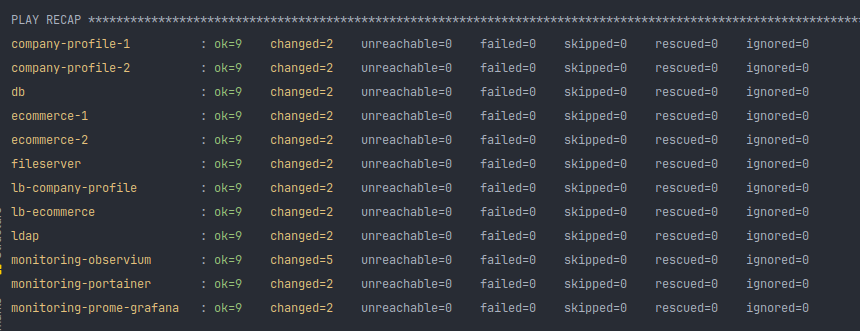 PLAY RECAP ****************************************************************************************************************
company-profile-1 : ok=9 changed=2 unreachable=0 failed=0 skipped=0 rescued=0 ignored=0
company-profile-2 : ok=9 changed=2 unreachable=0 failed=0 skipped=0 rescued=0 ignored=0
db : ok=9 changed=2 unreachable=0 failed=0 skipped=0 rescued=0 ignored=0
ecommerce-1 : ok=9 changed=2 unreachable=0 failed=0 skipped=0 rescued=0 ignored=0
ecommerce-2 : ok=9 changed=2 unreachable=0 failed=0 skipped=0 rescued=0 ignored=0
fileserver : ok=9 changed=2 unreachable=0 failed=0 skipped=0 rescued=0 ignored=0
lb-company-profile : ok=9 changed=2 unreachable=0 failed=0 skipped=0 rescued=0 ignored=0
lb-ecommerce : ok=9 changed=2 unreachable=0 failed=0 skipped=0 rescued=0 ignored=0
ldap : ok=9 changed=2 unreachable=0 failed=0 skipped=0 rescued=0 ignored=0
monitoring-observium : ok=9 changed=5 unreachable=0 failed=0 skipped=0 rescued=0 ignored=0
monitoring-portainer : ok=9 changed=2 unreachable=0 failed=0 skipped=0 rescued=0 ignored=0
monitoring-prome-grafana : ok=9 changed=2 unreachable=0 failed=0 skipped=0 rescued=0 ignored=0